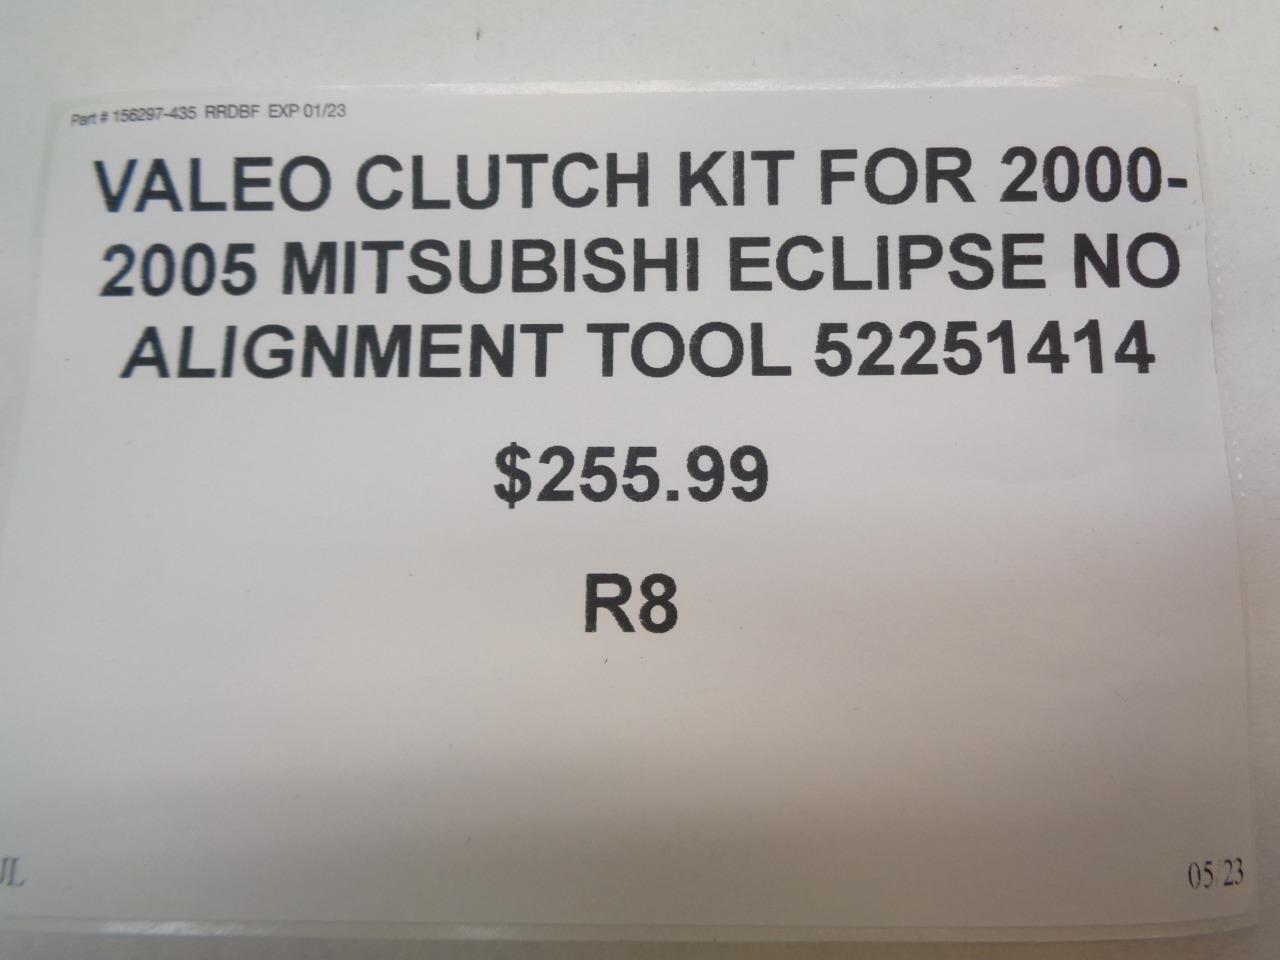 Part # 156297-435 RRDBF EXP 01/23
VALEO CLUTCH KIT FOR 2000-
2005 MITSUBISHI ECLIPSE NO
ALIGNMENT TOOL 52251414
$255.99
R8
JL
05/23